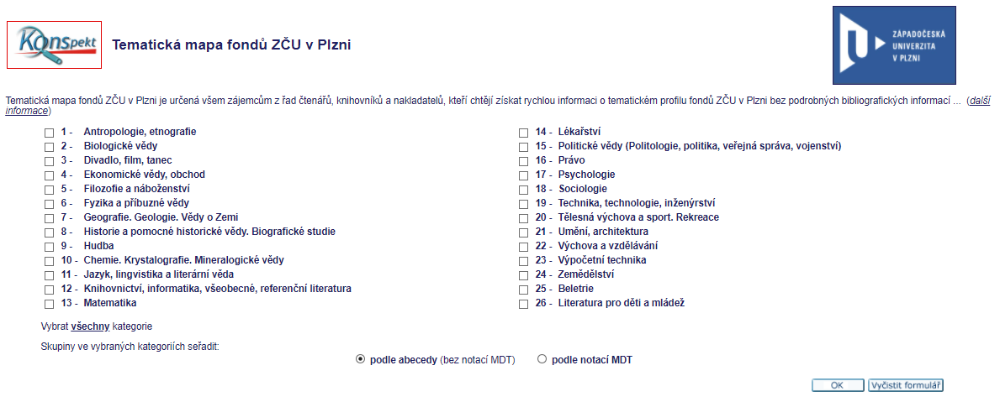 Konspekt
Tematická mapa fondů ZČU v Plzni
ZÁPADOČESKÁ
UNIVERZITA
V PLZNI
Tematická mapa fondů ZČU v Plzni je určená všem zájemcům z řad čtenářů, knihovníků a nakladatelů, kteří chtějí získat rychlou informaci o tematickém profilu fondů ZČU v Plzni bez podrobných bibliografických informací ... (další
informace)
1 - Antropologie, etnografie
2 - Biologické vědy
3 - Divadlo, film, tanec
4 - Ekonomické vědy, obchod
5 - Filozofie a náboženství
6 - Fyzika a příbuzné vědy
7 - Geografie. Geologie. Vědy o Zemi
8 - Historie a pomocné historické vědy. Biografické studie
9 - Hudba
10 - Chemie. Krystalografie. Mineralogické vědy
11 - Jazyk, lingvistika a literární věda
12 - Knihovnictví, informatika, všeobecné, referenční literatura
13 - Matematika
14 - Lékařství
15 - Politické vědy (Politologie, politika, veřejná správa, vojenství)
16 - Právo
17 - Psychologie
18 - Sociologie
19 - Technika, technologie, inženýrství
20 - Tělesná výchova a sport. Rekreace
21 - Umění, architektura
22 - Výchova a vzdělávání
23 - Výpočetní technika
24 - Zemědělství
25 - Beletrie
26 - Literatura pro děti a mládež
Vybrat všechny kategorie
Skupiny ve vybraných kategoriích seřadit:
podle abecedy (bez notací MDT) podle notací MDT
OK Vyčistit formulář